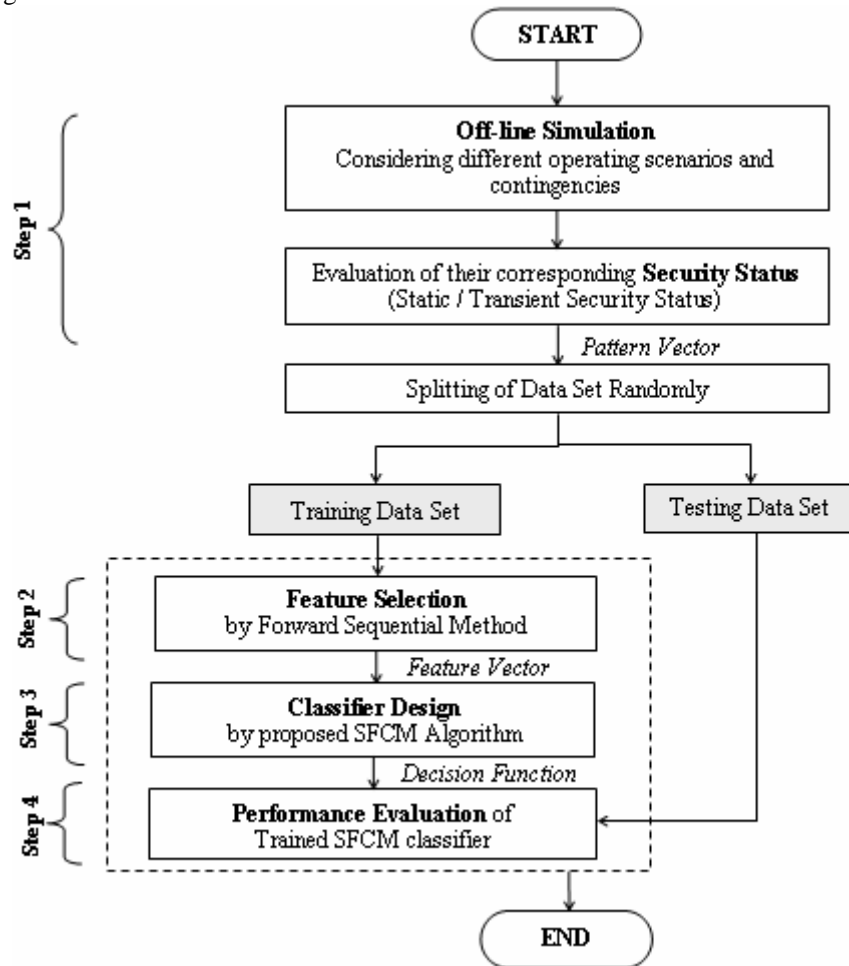 g
START
Step 1
Off-line Simulation
Considering different operating scenarios and
contingencies
Evaluation of their corresponding Security Status
(Static / Transient Security Status)
Pattern Vector
Splitting of Data Set Randomly
Training Data Set
Testing Data Set
Step 2
Feature Selection
by Forward Sequential Method
Feature Vector
Step 3
Classifier Design
by proposed SFCM Algorithm
Decision Function
Step 4
Performance Evaluation of
Trained SFCM classifier
END